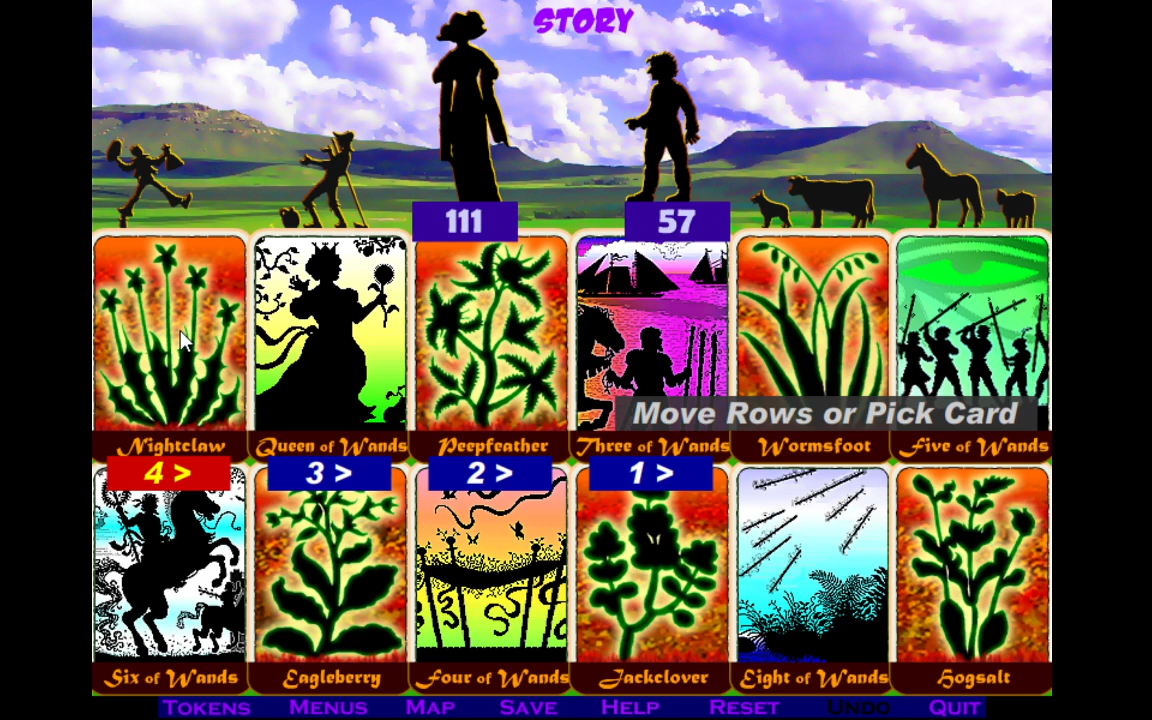 STORY
111
57
Move Rows or Pick Card
Nightclaw
Queen of Wands
Peepfeather
Three of Wands
Wormsfoot
Five of Wands
4 >
3 >
2 >
1 >
Six of Wands
Eagleberry
Four of Wands
Jackclover
Eight of Wands
Hogsalt
TOKENS MENUS MAP SAVE HELP RESET UNDO QUIT